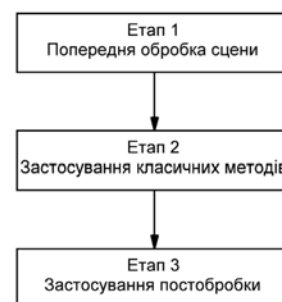 Етап 1
Попередня обробка сцени
Етап 2
Застосування класичних методів
Етап 3
Застосування постобробки